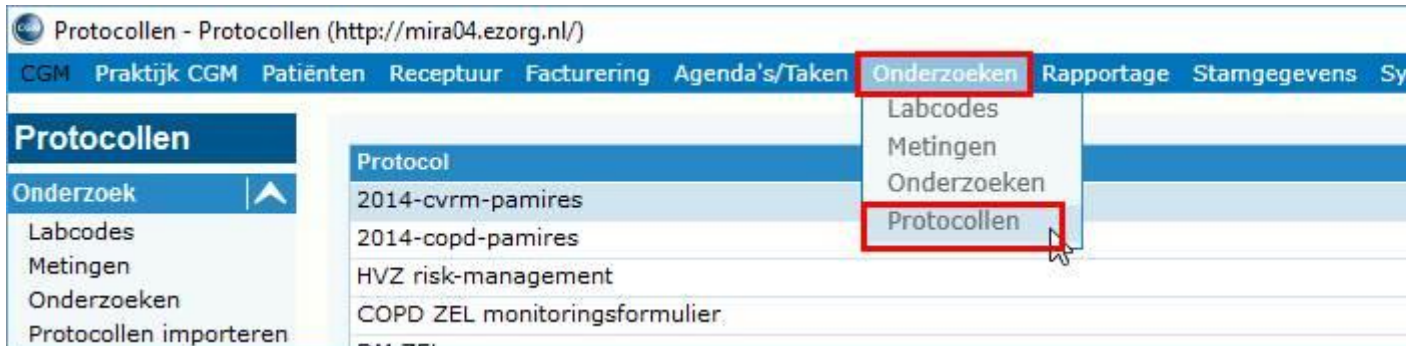 Protocollen - Protocollen (http://mira04.ezorg.nl/)
CGM Praktijk CGM Patiënten Receptuur Facturering Agenda's/Taken Onderzoeken Rapportage Stamgegevens Sy
Labcodes
Metingen
Onderzoeken
Protocollen
Protocollen
Onderzoek
Labcodes
Metingen
Onderzoeken
Protocollen importeren
Protocol
2014-cvrm-pamires
2014-copd-pamires
HVZ risk-management
COPD ZEL monitoringsformulier